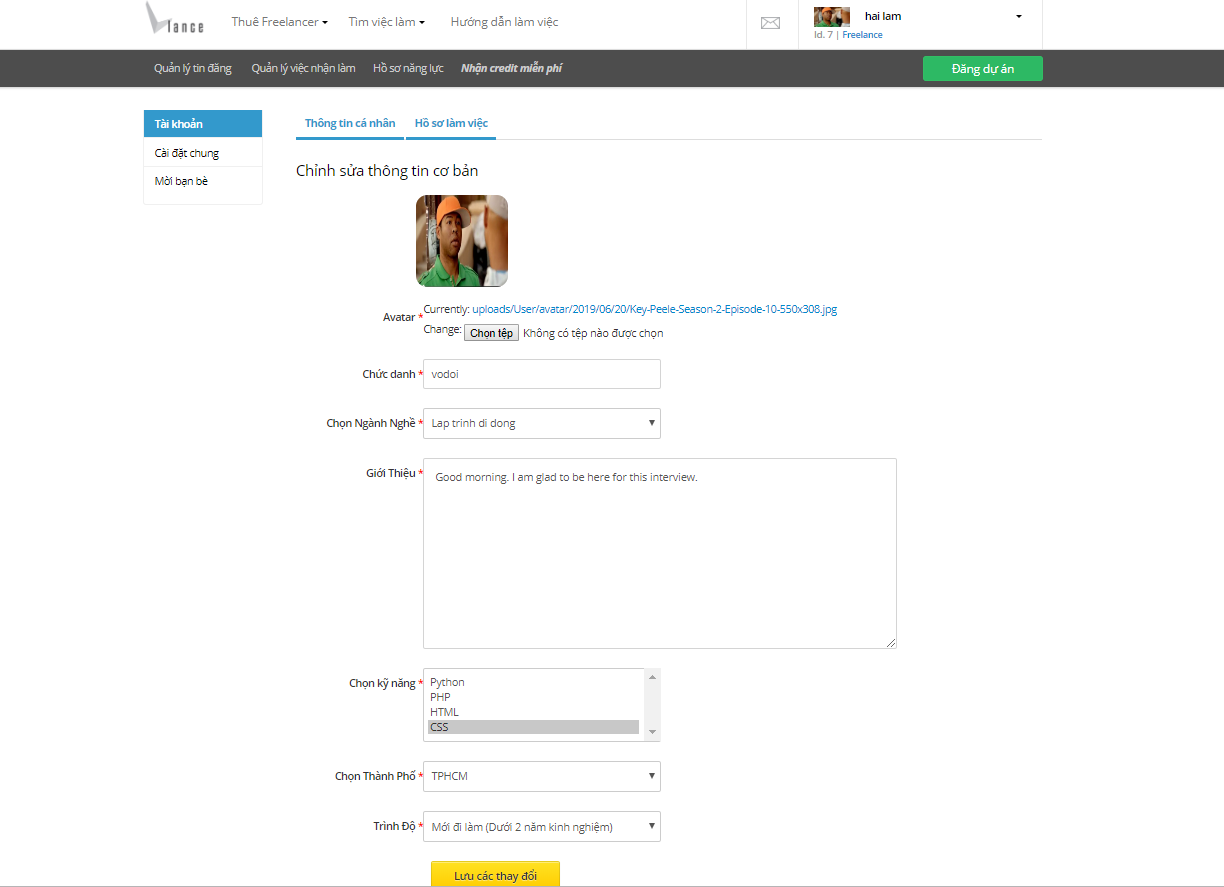 Vlance
Thuê Freelancer
Tìm việc làm
Hướng dẫn làm việc
hai lam
Id. 7 | Freelance
Quản lý tin đăng
Quản lý việc nhận làm
Hồ sơ năng lực
Nhận credit miễn phí
Đăng dự án
Tài khoản
Cài đặt chung
Mời bạn bè
Thông tin cá nhân
Hồ sơ làm việc
Chỉnh sửa thông tin cơ bản
Avatar *
Currently: uploads/User/avatar/2019/06/20/Key-Peele-Season-2-Episode-10-550x308.jpg
Change: Chọn tệp Không có tệp nào được chọn
Chức danh * vodoi
Chọn Ngành Nghề * Lap trinh di dong
Giới Thiệu * Good morning. I am glad to be here for this interview.
Chọn kỹ năng * Python
PHP
HTML
CSS
Chọn Thành Phố * TPHCM
Trình Độ * Mới đi làm (Dưới 2 năm kinh nghiệm)
Lưu các thay đổi